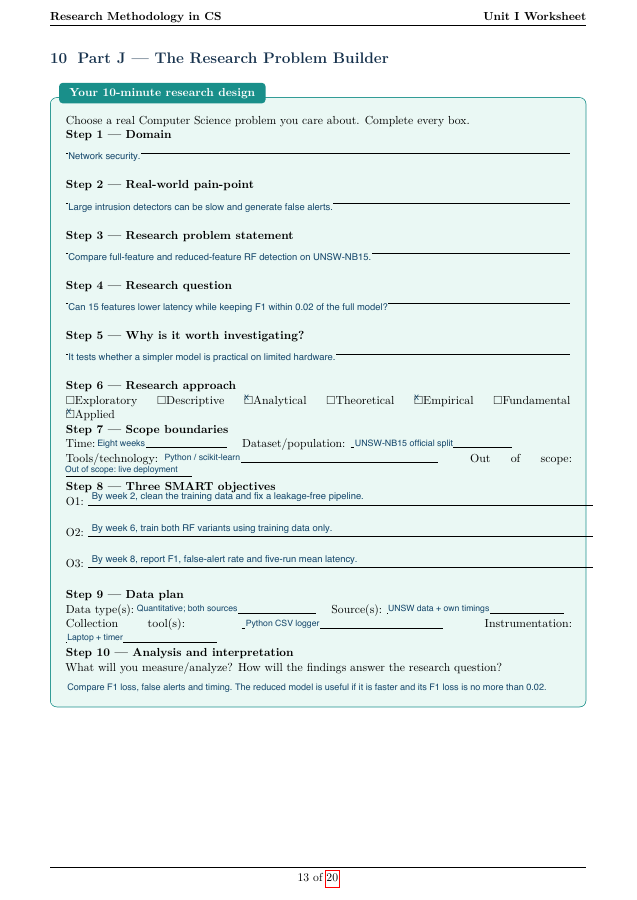 Research Methodology in CS Unit I Worksheet
10 Part J — The Research Problem Builder
Your 10-minute research design
Choose a real Computer Science problem you care about. Complete every box.
Step 1 — Domain
Network security.
Step 2 — Real-world pain-point
Large intrusion detectors can be slow and generate false alerts.
Step 3 — Research problem statement
Compare full-feature and reduced-feature RF detection on UNSW-NB15.
Step 4 — Research question
Can 15 features lower latency while keeping F1 within 0.02 of the full model?
Step 5 — Why is it worth investigating?
It tests whether a simpler model is practical on limited hardware.
Step 6 — Research approach
☐Exploratory ☐Descriptive ☒Analytical ☐Theoretical ☒Empirical ☐Fundamental
☒Applied
Step 7 — Scope boundaries
Time: Eight weeks Dataset/population: UNSW-NB15 official split
Tools/technology: Python / scikit-learn Out of scope:
Out of scope: live deployment
Step 8 — Three SMART objectives
O1: By week 2, clean the training data and fix a leakage-free pipeline.
O2: By week 6, train both RF variants using training data only.
O3: By week 8, report F1, false-alert rate and five-run mean latency.
Step 9 — Data plan
Data type(s): Quantitative; both sources Source(s): UNSW data + own timings
Collection tool(s): Python CSV logger Instrumentation:
Laptop + timer
Step 10 — Analysis and interpretation
What will you measure/analyze? How will the findings answer the research question?
Compare F1 loss, false alerts and timing. The reduced model is useful if it is faster and its F1 loss is no more than 0.02.
13 of 20